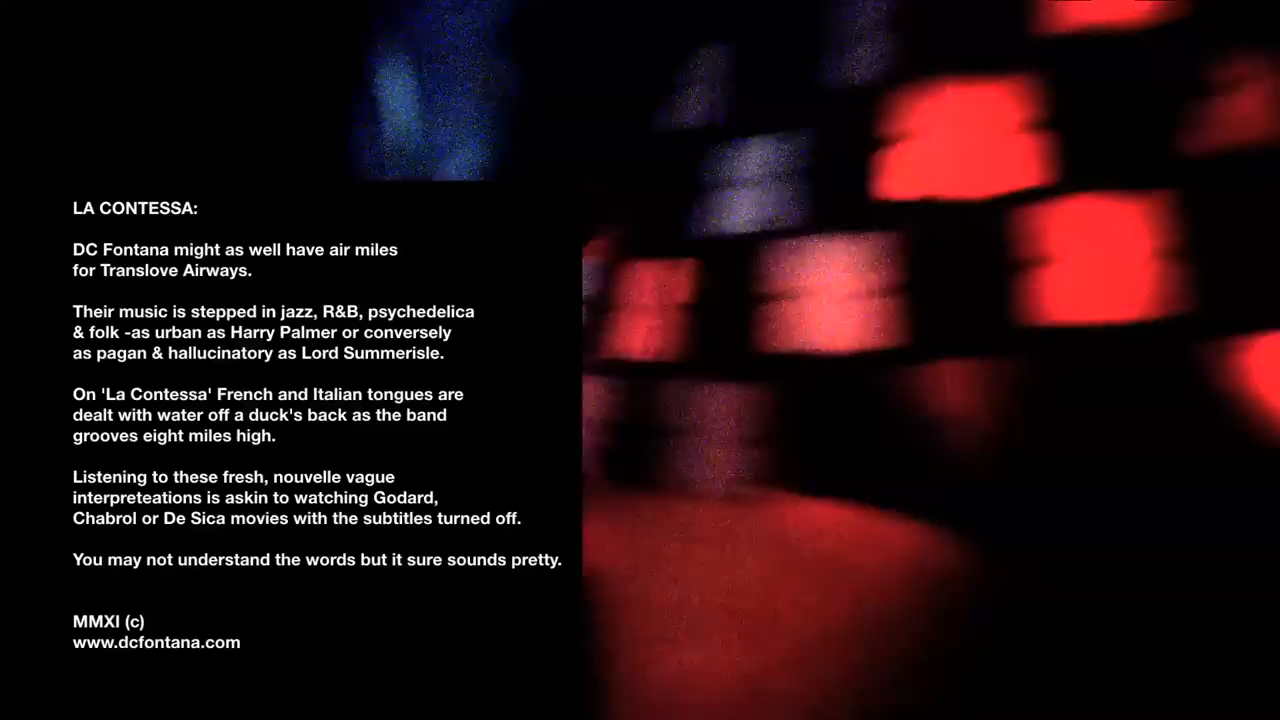 LA CONTESSA:
DC Fontana might as well have air miles
for Translove Airways.
Their music is stepped in jazz, R&B, psychedelica
& folk -as urban as Harry Palmer or conversely
as pagan & hallucinatory as Lord Summerisle.
On 'La Contessa' French and Italian tongues are
dealt with water off a duck's back as the band
grooves eight miles high.
Listening to these fresh, nouvelle vague
interpreteations is askin to watching Godard,
Chabrol or De Sica movies with the subtitles turned off.
You may not understand the words but it sure sounds pretty.
MMXI (c)
www.dcfontana.com